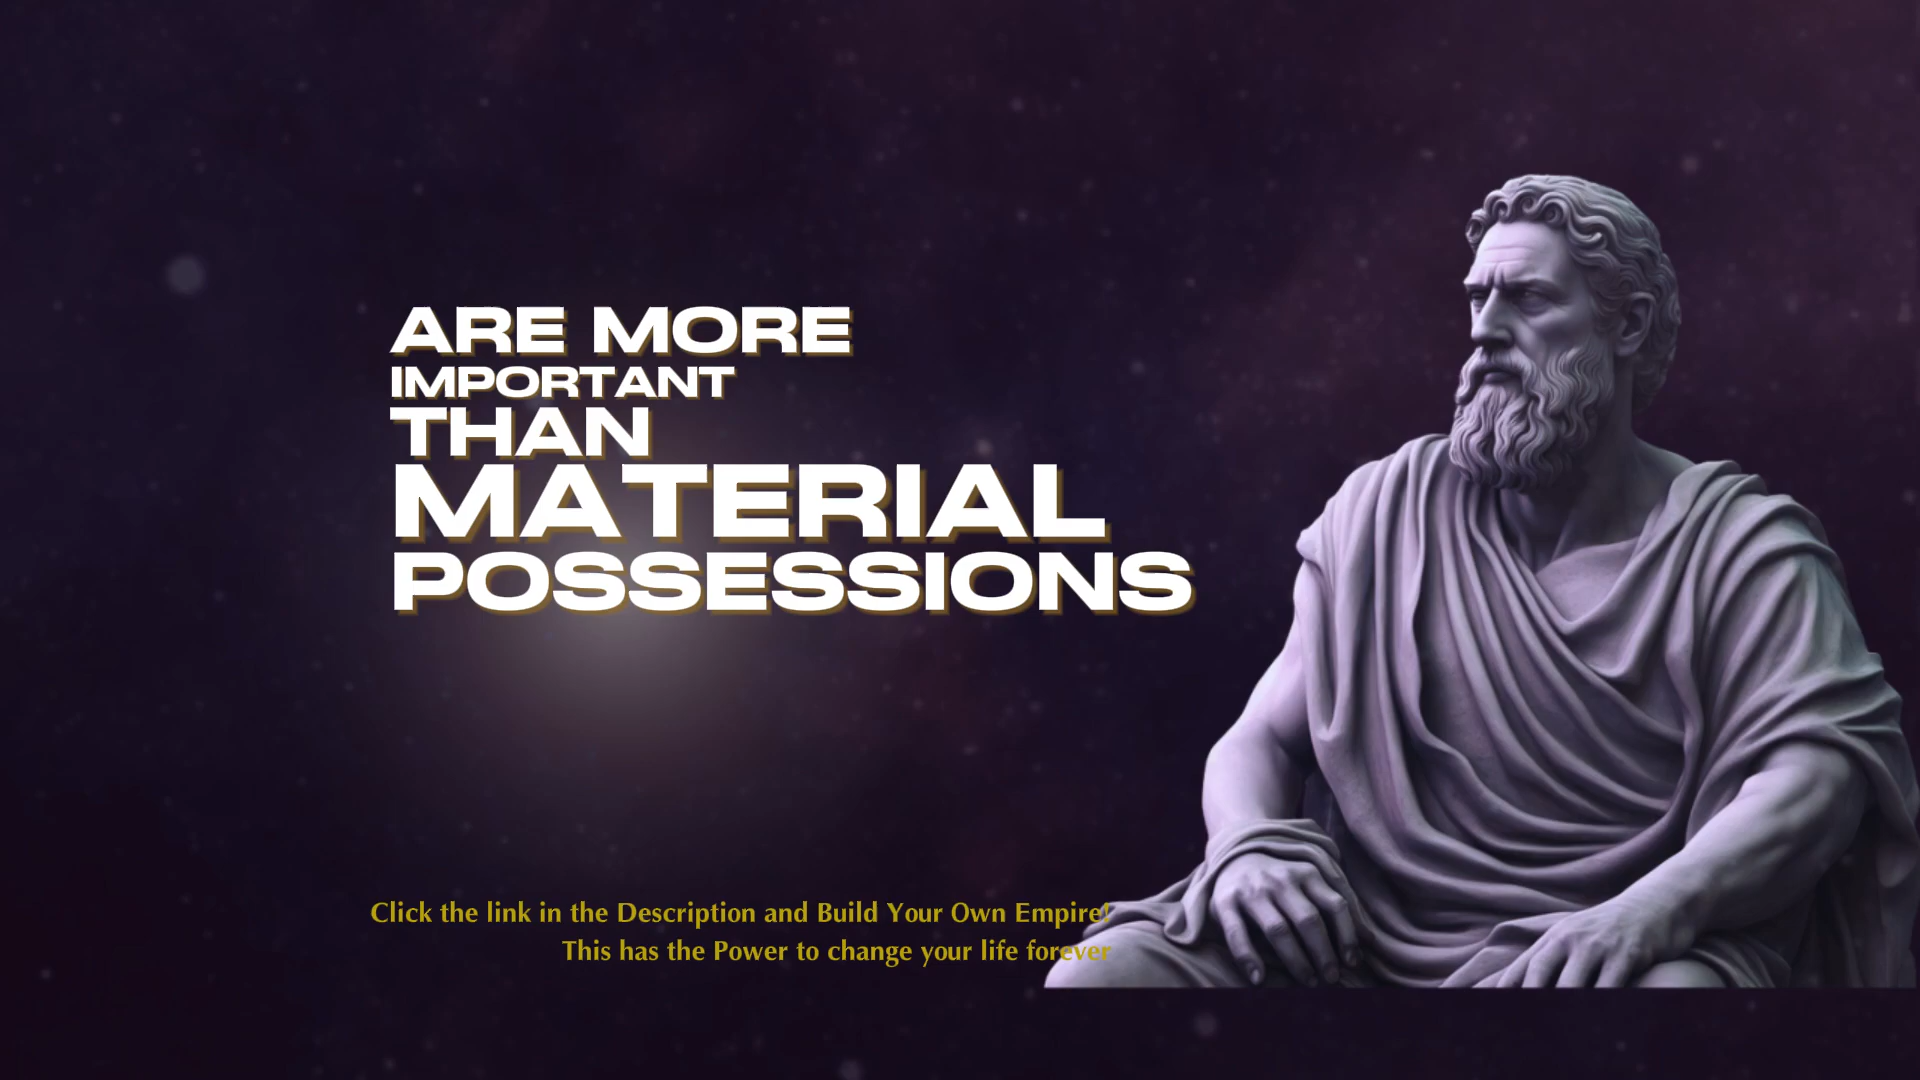 ARE MORE
IMPORTANT
THAN
MATERIAL
POSSESSIONS
Click the link in the Description and Build Your Own Empire!
This has the Power to change your life forever